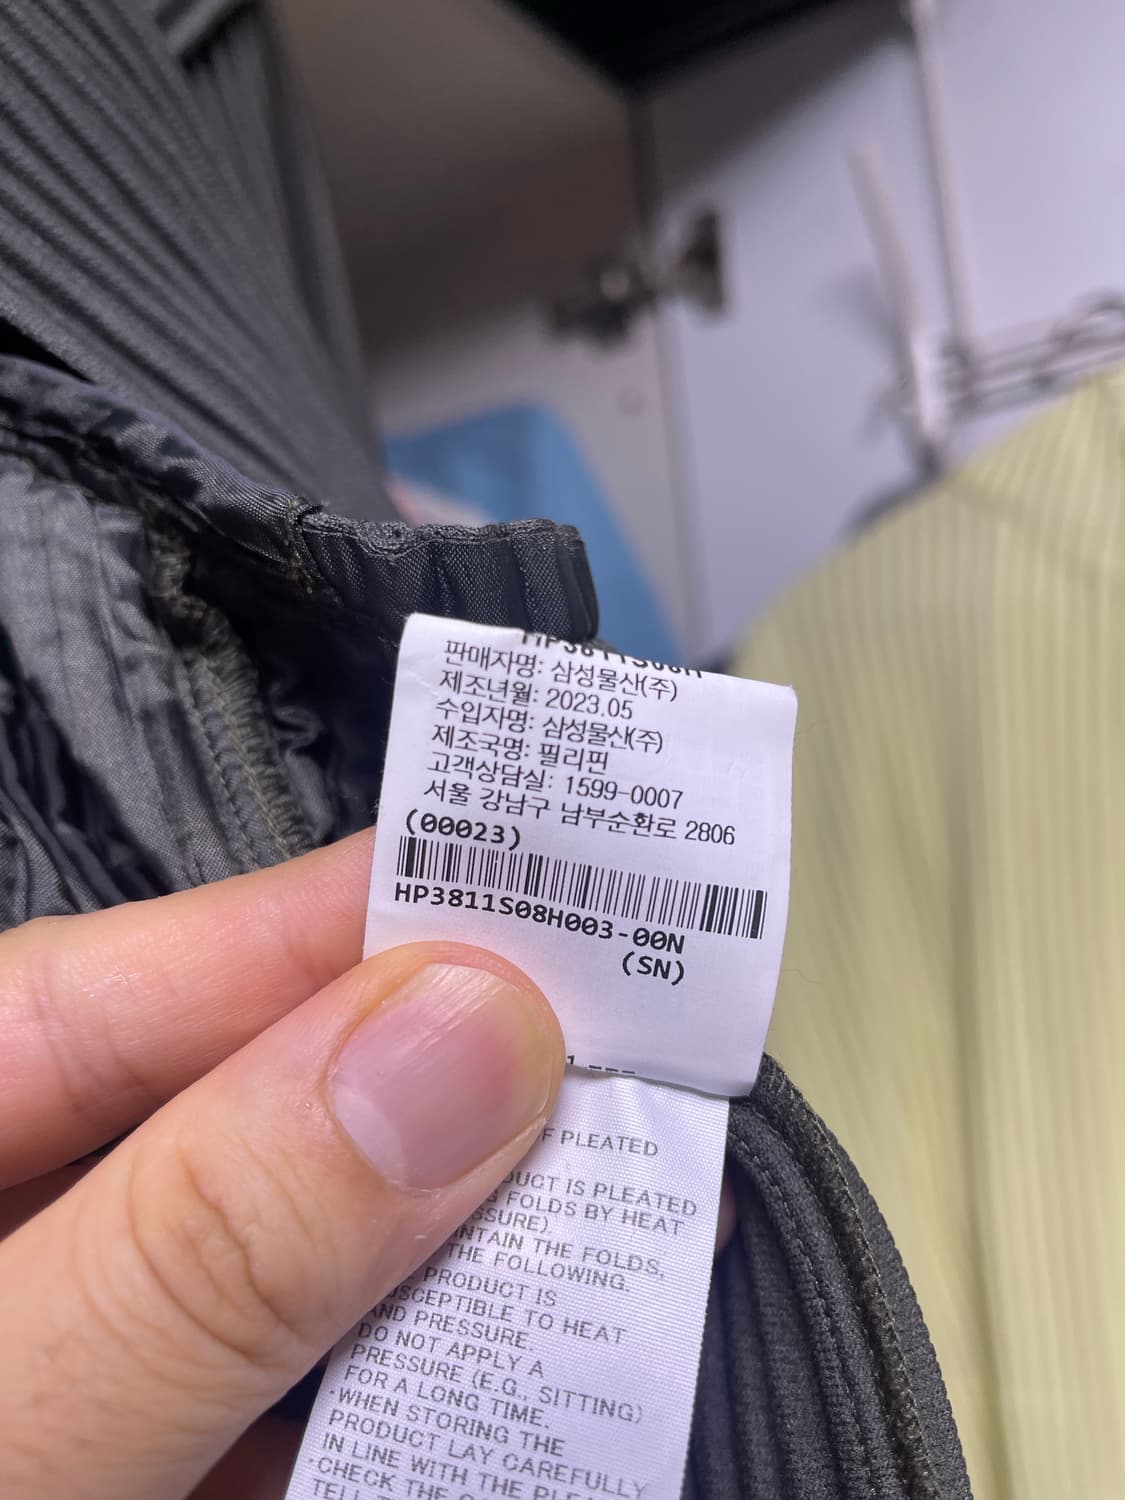 판매자명: 삼성물산(주)
제조년월: 2023.05
수입자명: 삼성물산(주)
제조국명: 필리핀
고객상담실: 1599-0007
서울 강남구 남부순환로 2806
(00023)
HP3811S08H003-00N
(SN)
PLEATED
IS PLEATED
FOLDS BY HEAT
THE FOLDS,
THE FOLLOWING.
PRODUCT IS
TO HEAT
AND PRESSURE.
DO NOT APPLY A
PRESSURE (E.G., SITTING)
FOR A LONG TIME.
·WHEN STORING THE
PRODUCT LAY CAREFULLY
IN LINE WITH THE
·CHECK THE